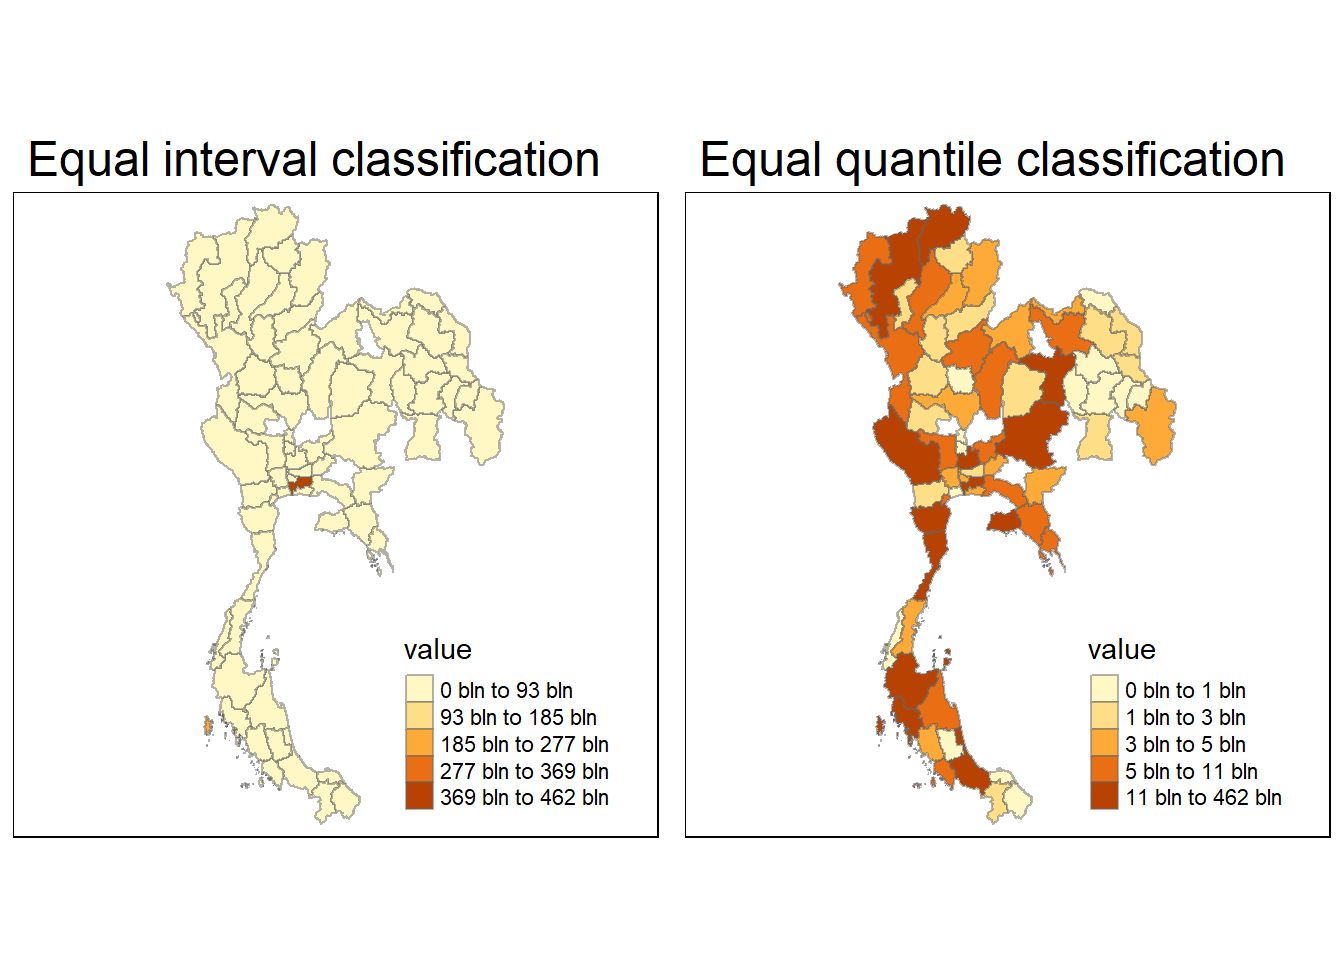 Equal interval classification
value
0 bln to 93 bln
93 bln to 185 bln
185 bln to 277 bln
277 bln to 369 bln
369 bln to 462 bln
Equal quantile classification
value
0 bln to 1 bln
1 bln to 3 bln
3 bln to 5 bln
5 bln to 11 bln
11 bln to 462 bln